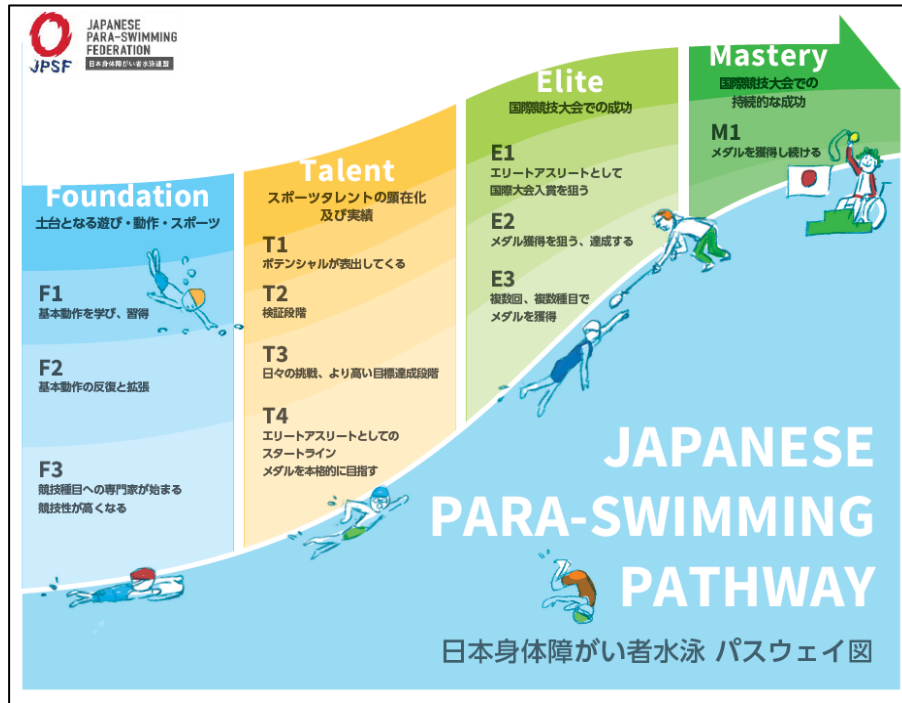 JPSF
JAPANESE
PARA-SWIMMING
FEDERATION
日本身体障がい者水泳連盟
Foundation
土台となる遊び・動作・スポーツ
F1
基本動作を学び、習得
F2
基本動作の反復と拡張
F3
競技種目への専門家が始まる
競技性が高くなる
Talent
スポーツタレントの顕在化
及び実績
T1
ポテンシャルが表出してくる
T2
検証段階
T3
日々の挑戦、より高い目標達成段階
T4
エリートアスリートとしての
スタートライン
メダルを本格的に目指す
Elite
国際競技大会での成功
E1
エリートアスリートとして
国際大会入賞を狙う
E2
メダル獲得を狙う、達成する
E3
複数回、複数種目で
メダルを獲得
Mastery
国際競技大会での
持続的な成功
M1
メダルを獲得し続ける
JAPANESE
PARA-SWIMMING
PATHWAY
日本身体障がい者水泳 パスウェイ図